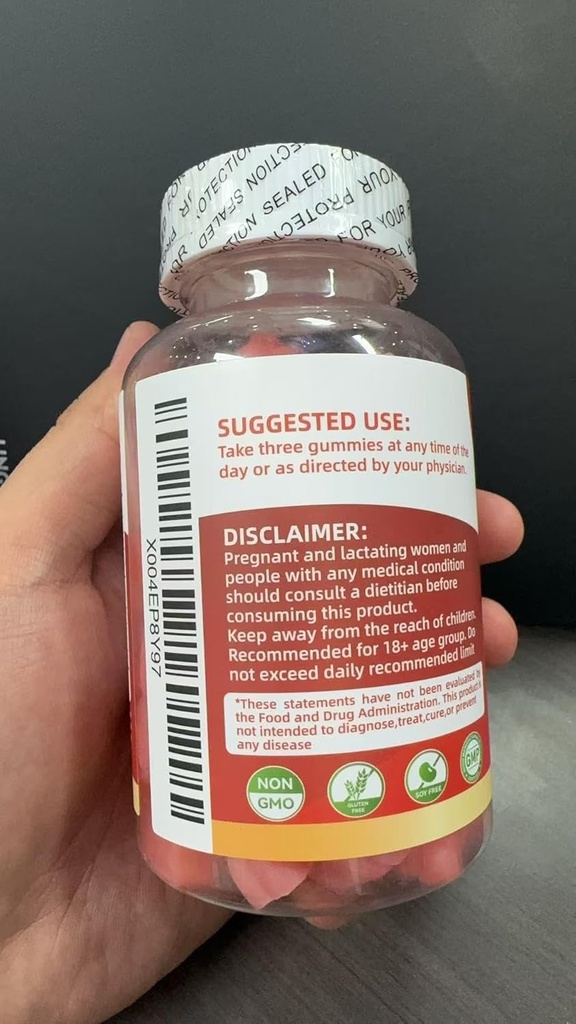 SEALED FOR YOUR PROTECTION
SUGGESTED USE:
Take three gummies at any time of the
day or as directed by your physician.
DISCLAIMER:
Pregnant and lactating women and
people with any medical condition
should consult a dietitian before
consuming this product.
Keep away from the reach of children.
Recommended for 18+ age group. Do
not exceed daily recommended limit
*These statements have not been evaluated by
the Food and Drug Administration. This product is
not intended to diagnose,treat,cure,or prevent
any disease
NON
GMO
GLUTEN
FREE
SOY FREE
GMP
X004EP8Y97